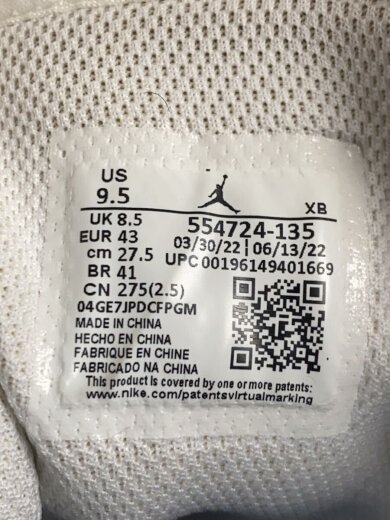 US
9.5
XB
UK 8.5
554724-135
EUR 43
03/30/22 | 06/13/22
cm 27.5
UPC 00196149401669
BR 41
CN 275(2.5)
04GE7JPDCFPGM
MADE IN CHINA
HECHO EN CHINA
FABRIQUE EN CHINE
FABRICADO NA CHINA
This product is covered by one or more patents:
www.nike.com/patentsvirtualmarking